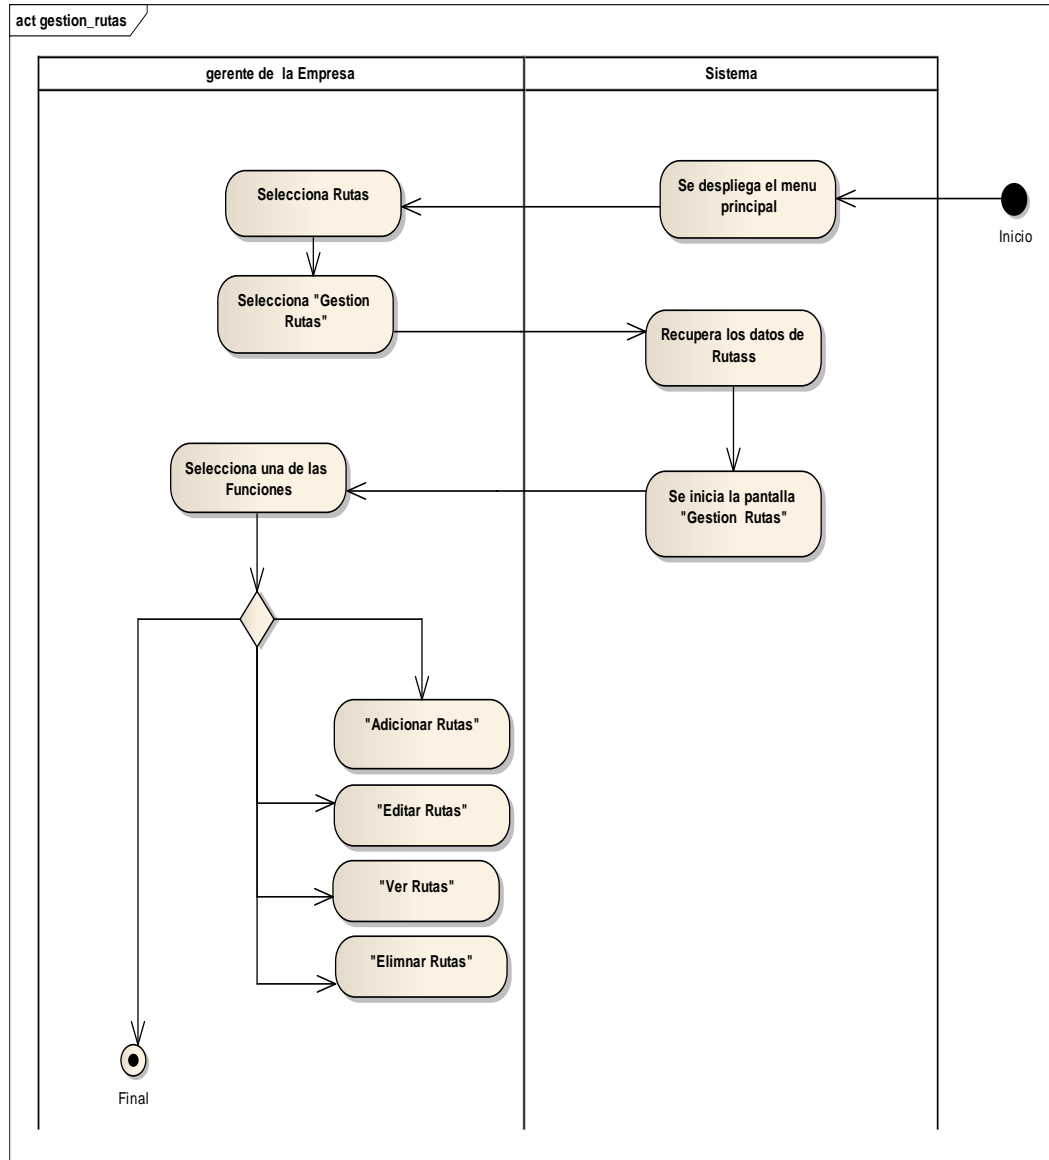 act gestion_rutas
gerente de  la Empresa
Sistema
Selecciona Rutas
Se despliega el menu
principal
Inicio
Selecciona "Gestion
Rutas"
Recupera los datos de
Rutass
Selecciona una de las
Funciones
Se inicia la pantalla
"Gestion  Rutas"
"Adicionar Rutas"
"Editar Rutas"
"Ver Rutas"
"Elimnar Rutas"
Final